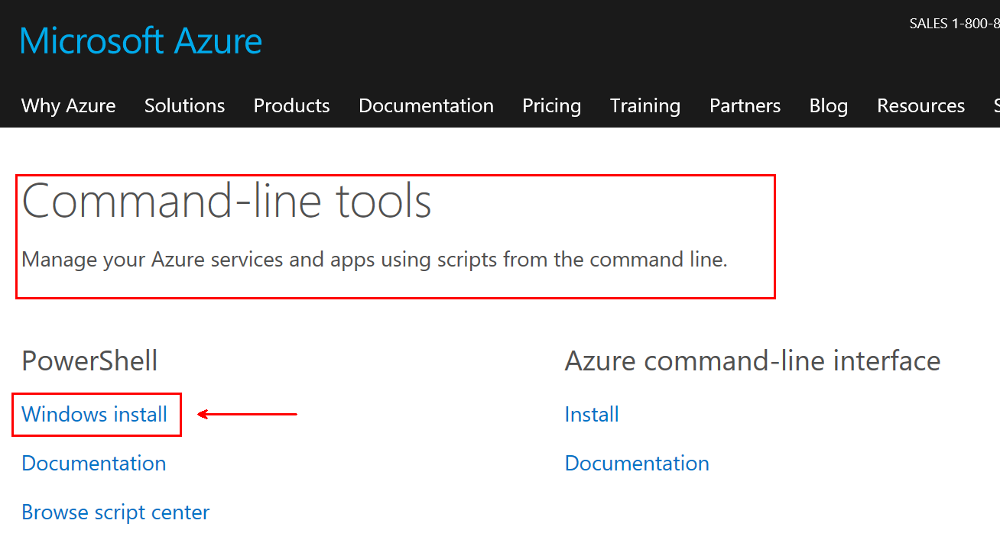 Microsoft Azure
SALES 1-800-8
Why Azure Solutions Products Documentation Pricing Training Partners Blog Resources S
Command-line tools
Manage your Azure services and apps using scripts from the command line.
PowerShell
Windows install
Documentation
Browse script center
Azure command-line interface
Install
Documentation